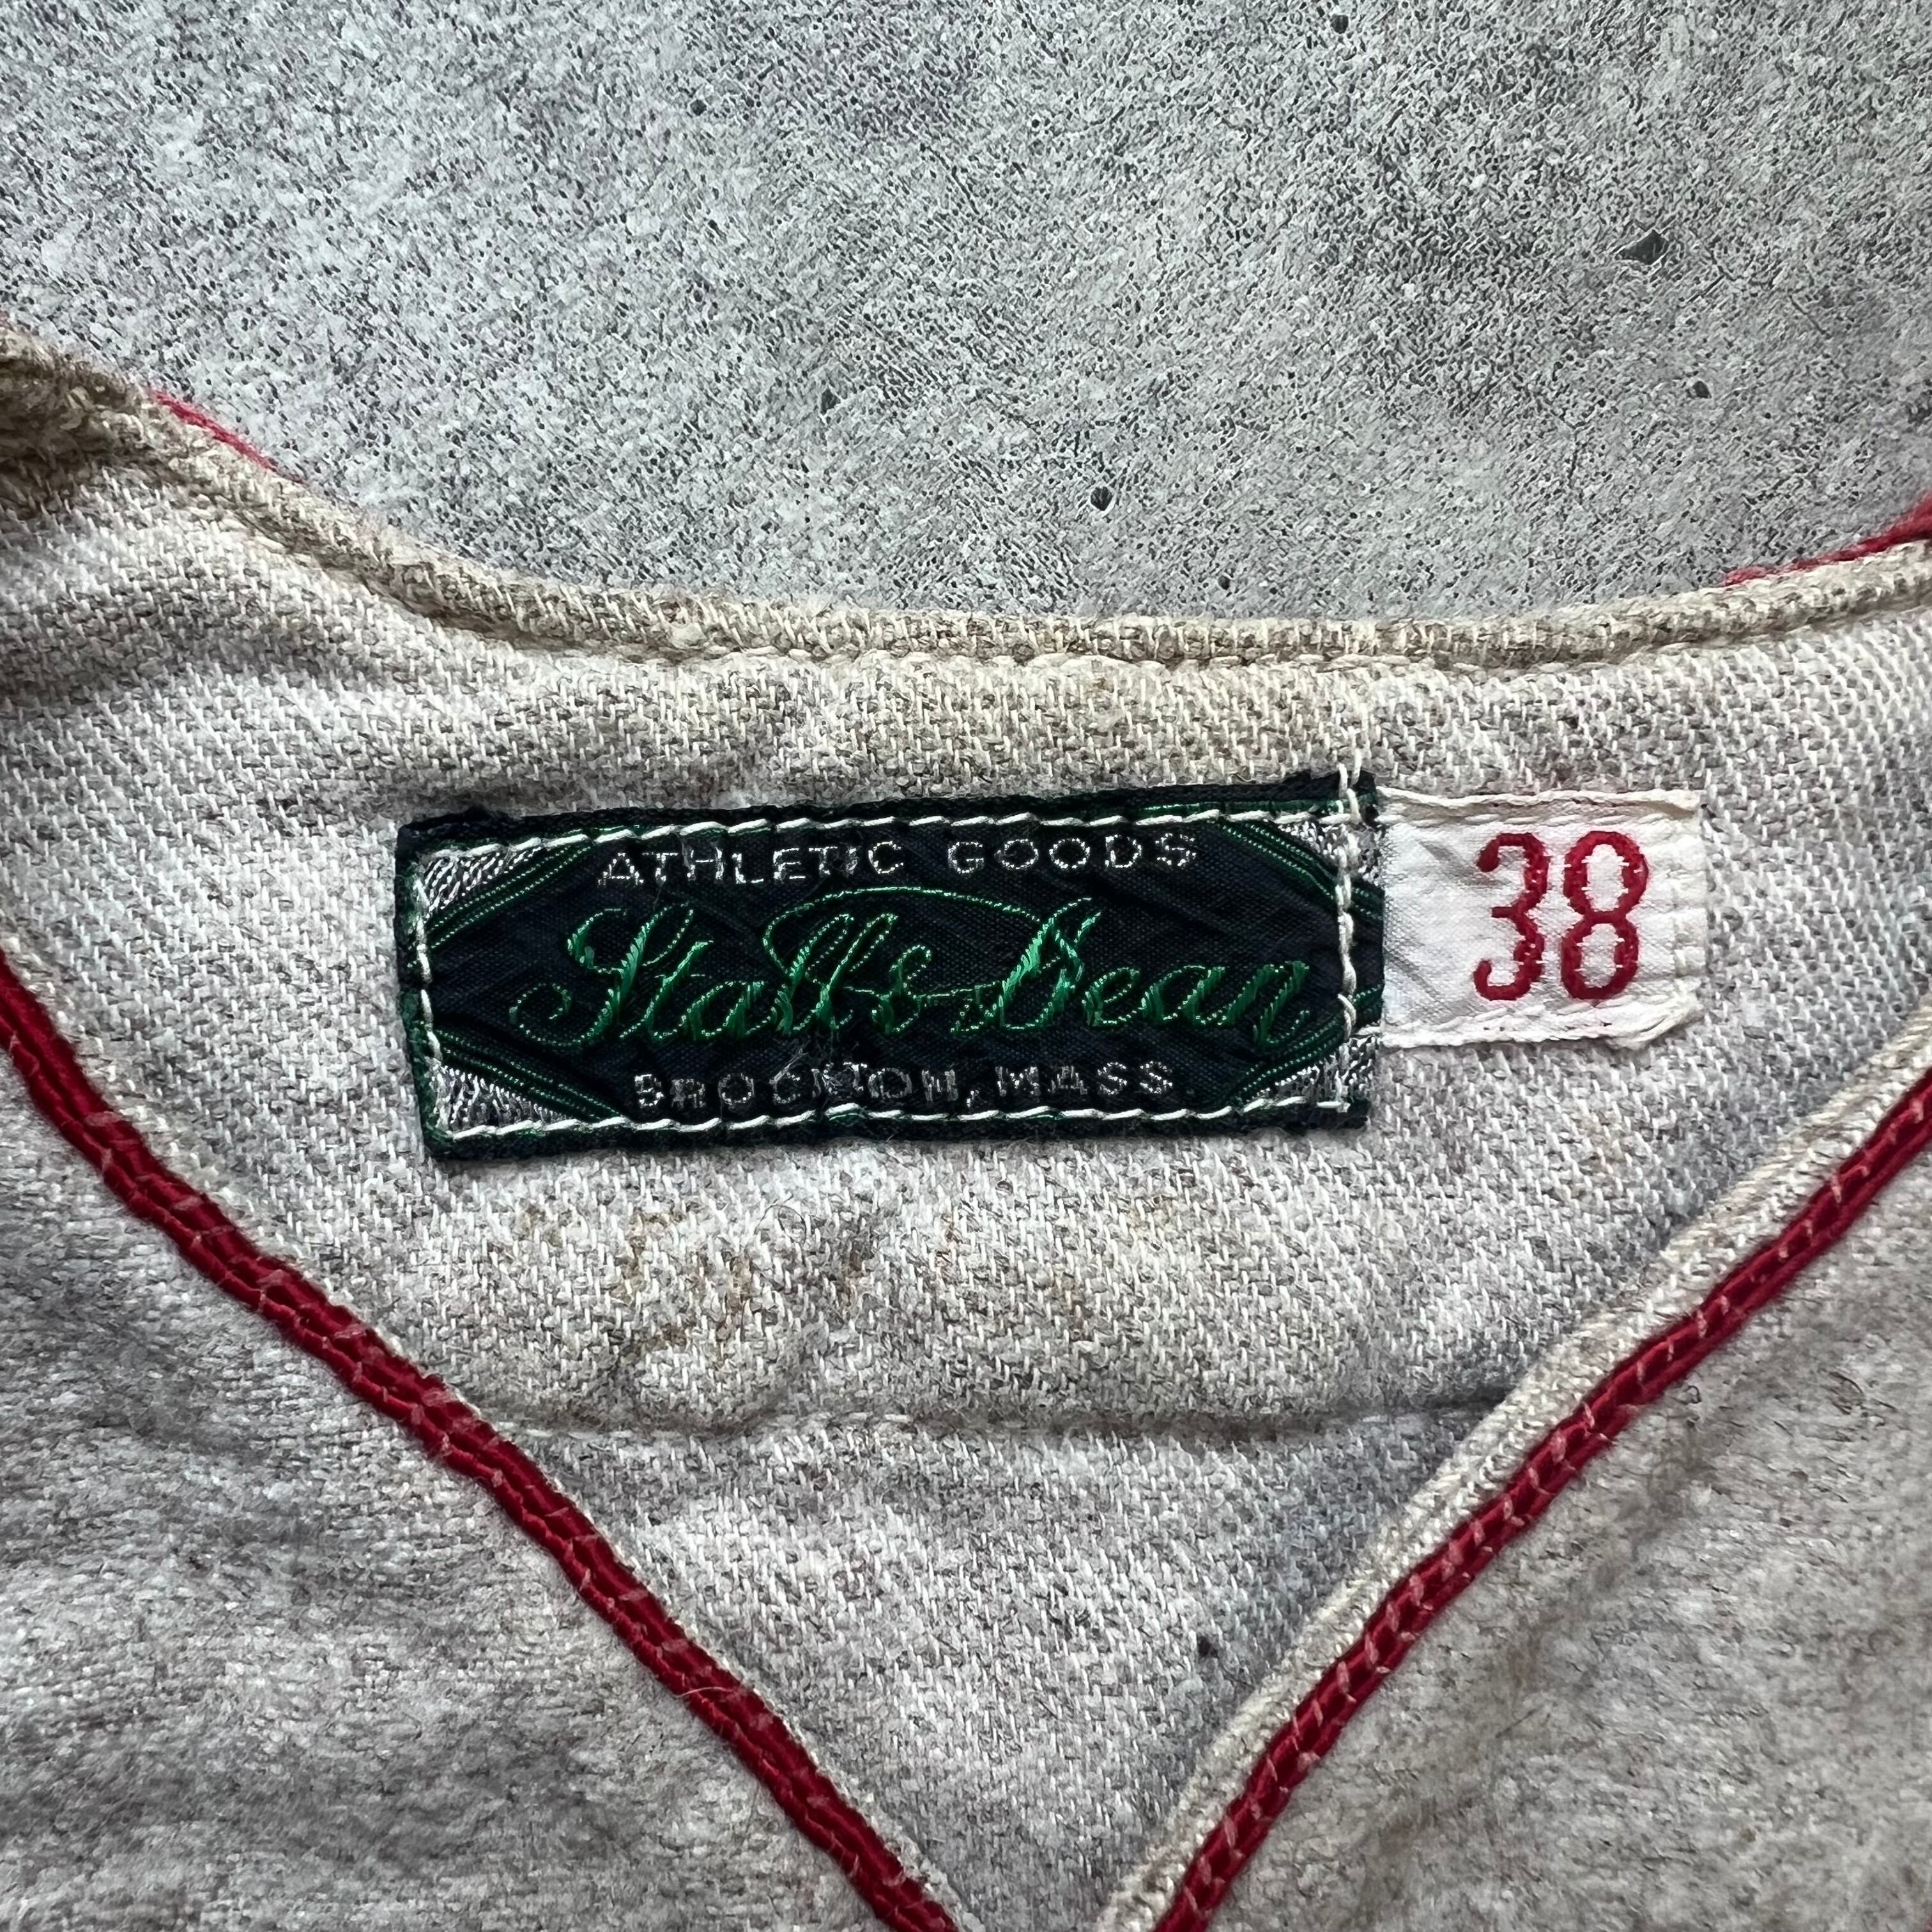 ATHLETIC GOODS
Stall & Dean
BROCKTON, MASS
38